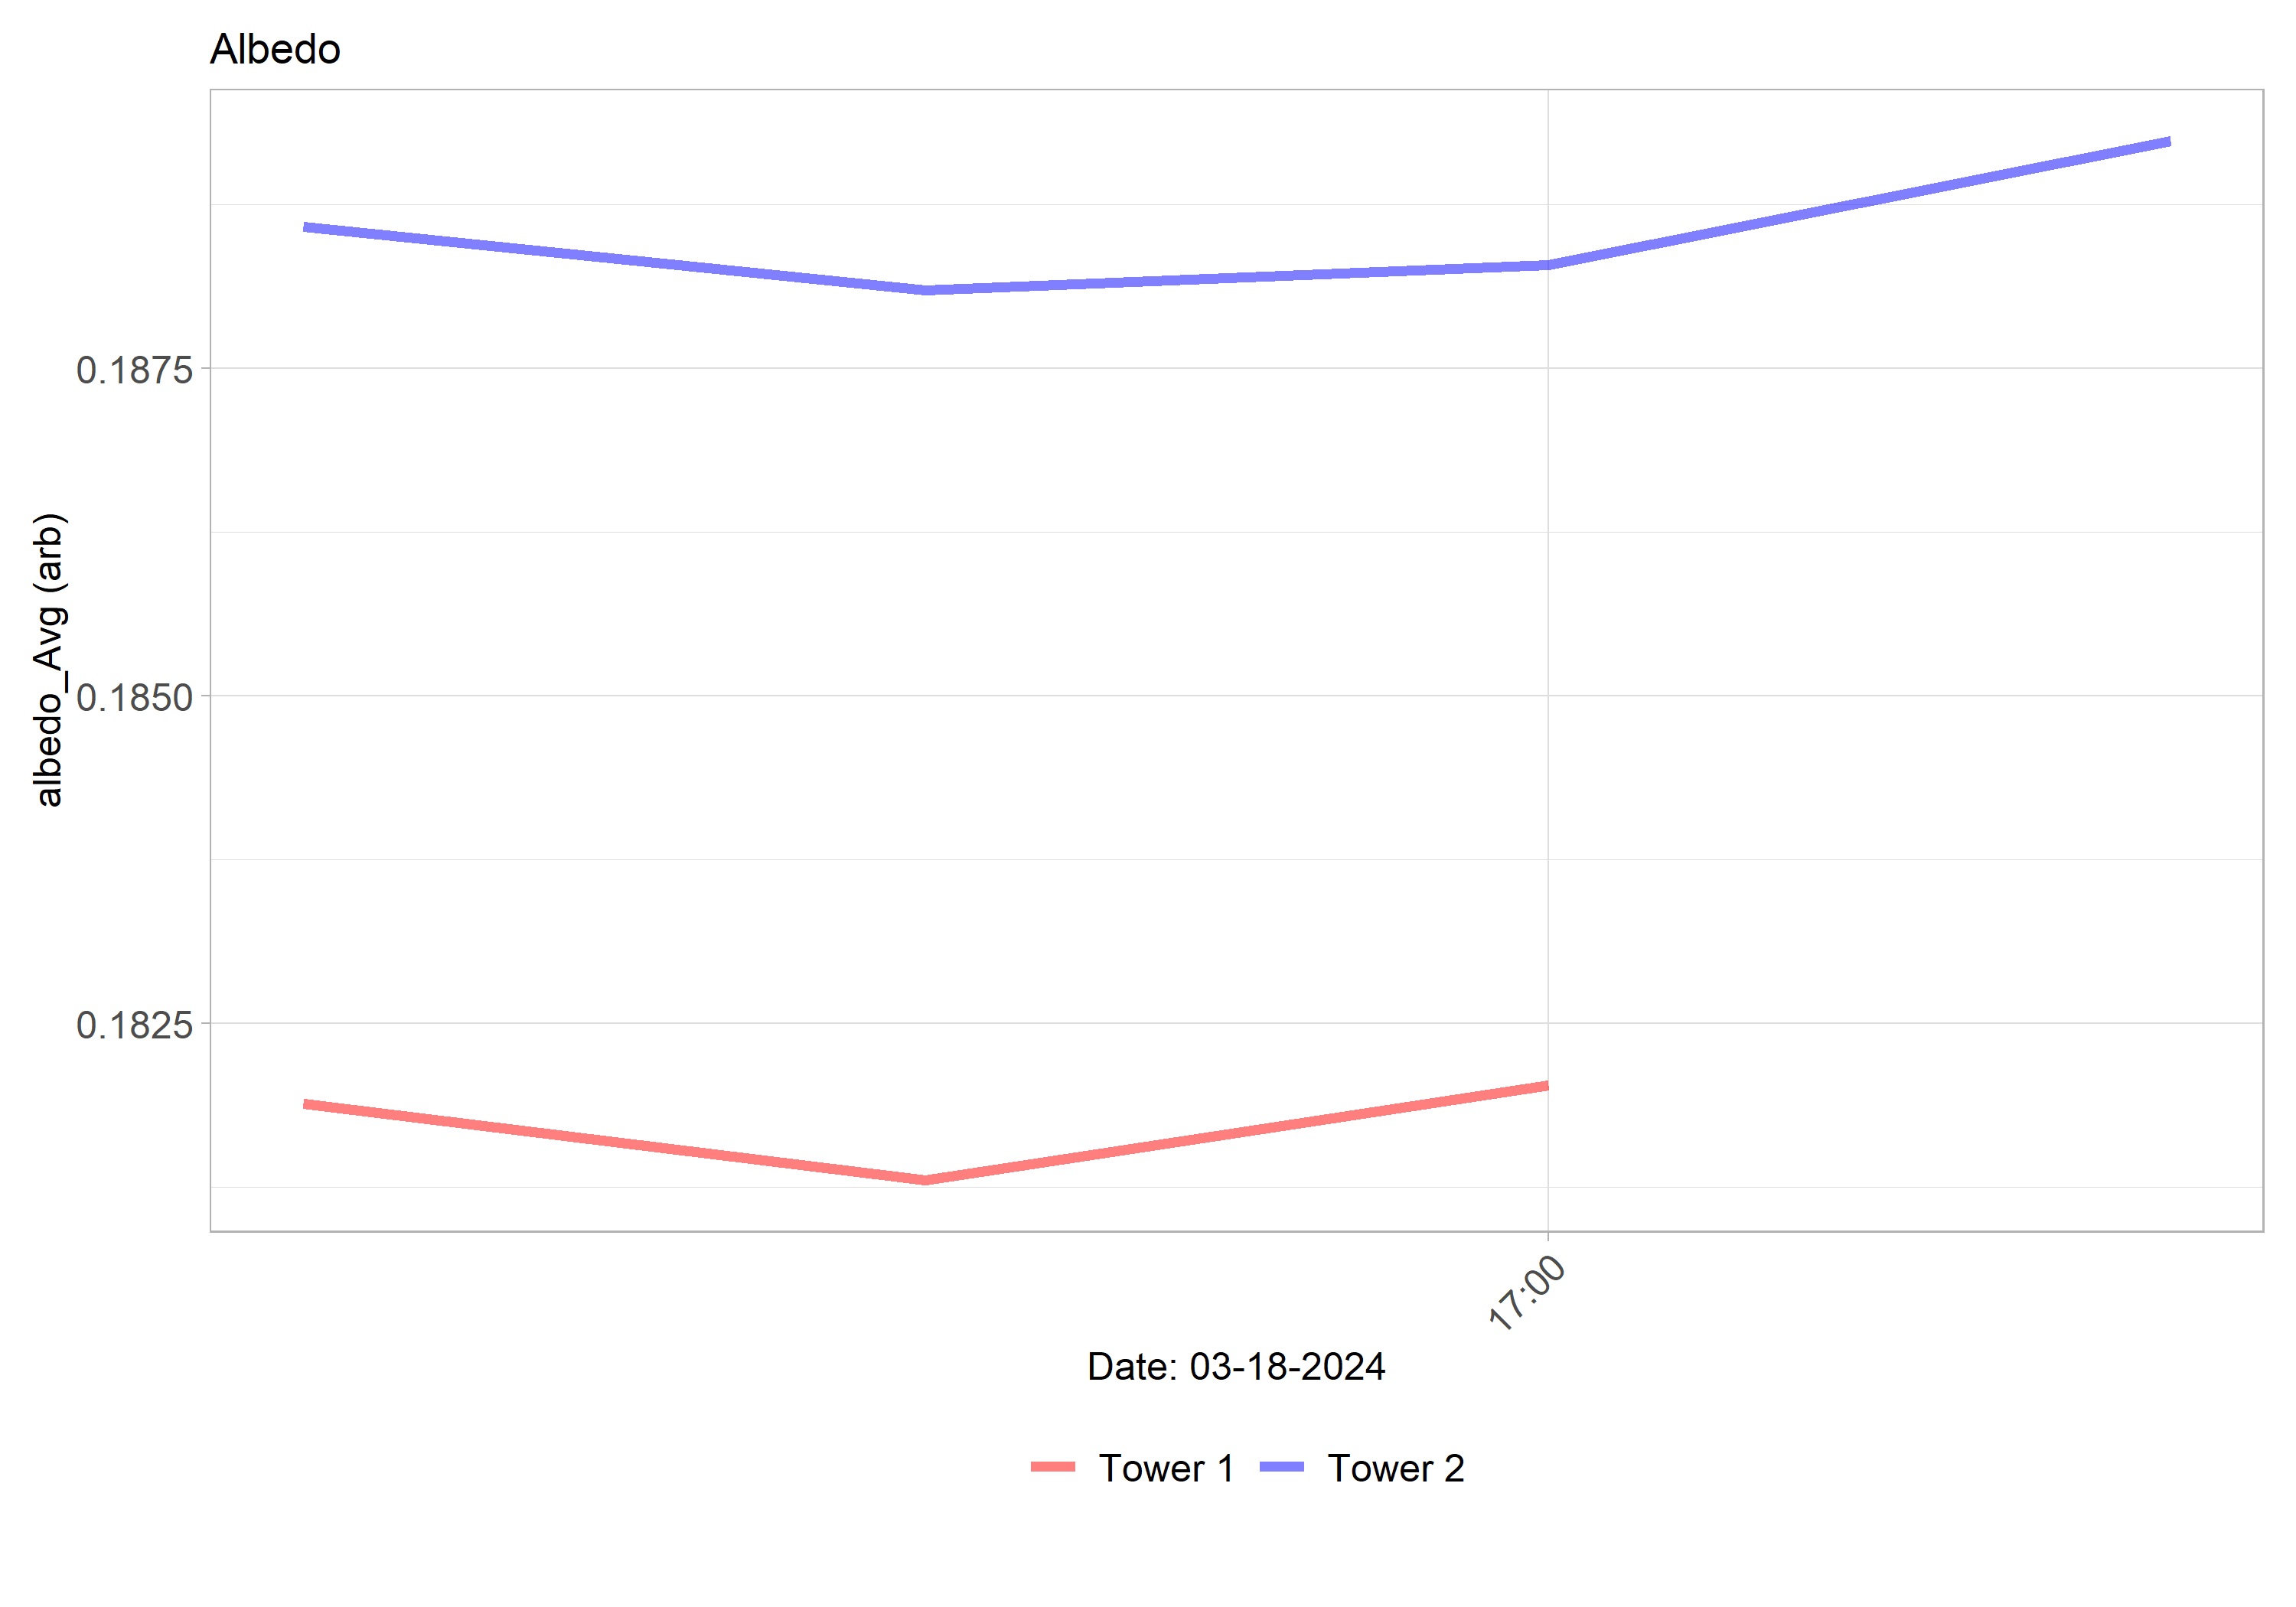 Albedo
albedo_Avg (arb)
0.1875
0.1850
0.1825
17:00
Date: 03-18-2024
Tower 1 Tower 2